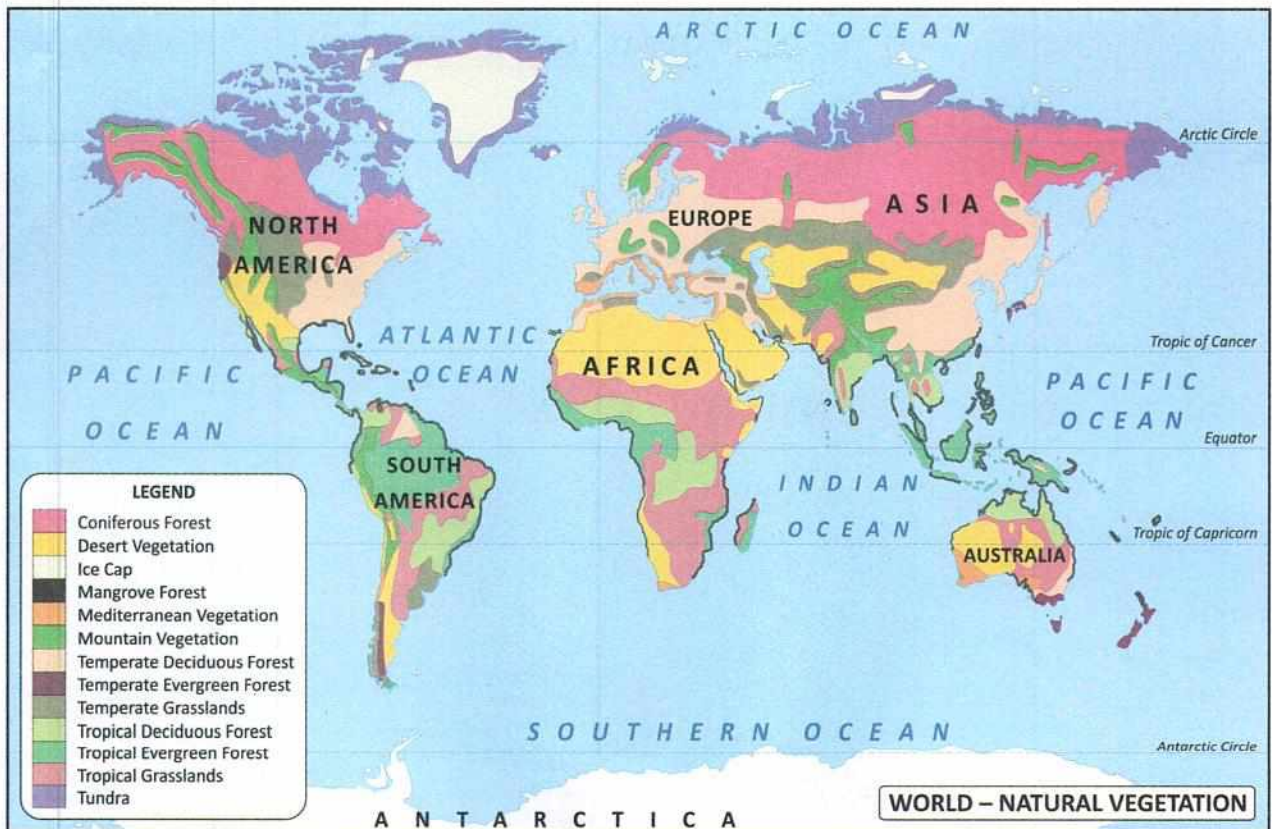 ARCTIC OCEAN
Arctic Circle
NORTH
AMERICA
EUROPE
ASIA
ATLANTIC
OCEAN
AFRICA
Tropic of Cancer
PACIFIC
OCEAN
PACIFIC
OCEAN
Equator
SOUTH
AMERICA
INDIAN
OCEAN
Tropic of Capricorn
AUSTRALIA
LEGEND
Coniferous Forest
Desert Vegetation
Ice Cap
Mangrove Forest
Mediterranean Vegetation
Mountain Vegetation
Temperate Deciduous Forest
Temperate Evergreen Forest
Temperate Grasslands
Tropical Deciduous Forest
Tropical Evergreen Forest
Tropical Grasslands
Tundra
SOUTHERN OCEAN
Antarctic Circle
ANTARCTICA
WORLD – NATURAL VEGETATION